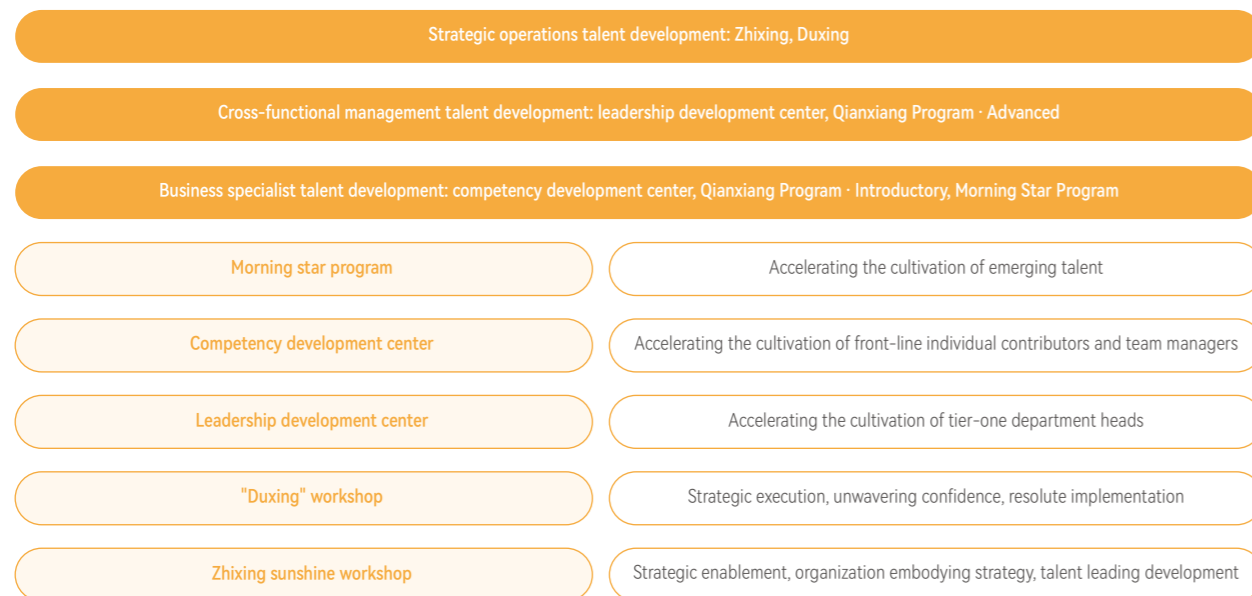 Strategic operations talent development: Zhixing, Duxing
Cross-functional management talent development: leadership development center, Qianxiang Program · Advanced
Business specialist talent development: competency development center, Qianxiang Program · Introductory, Morning Star Program
Morning star program
Accelerating the cultivation of emerging talent
Competency development center
Accelerating the cultivation of front-line individual contributors and team managers
Leadership development center
Accelerating the cultivation of tier-one department heads
"Duxing" workshop
Strategic execution, unwavering confidence, resolute implementation
Zhixing sunshine workshop
Strategic enablement, organization embodying strategy, talent leading development